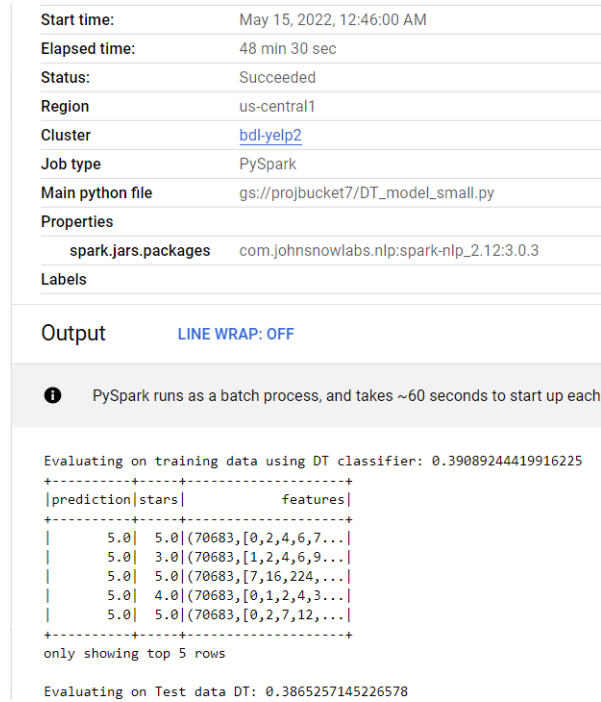 Start time: May 15, 2022, 12:46:00 AM
Elapsed time: 48 min 30 sec
Status: Succeeded
Region us-central1
Cluster bdl-yelp2
Job type PySpark
Main python file gs://projbucket7/DT_model_small.py
Properties
spark.jars.packages com.johnsnowlabs.nlp:spark-nlp_2.12:3.0.3
Labels
Output LINE WRAP: OFF
PySpark runs as a batch process, and takes ~60 seconds to start up each
Evaluating on training data using DT classifier: 0.39089244419916225
+----------+-----+--------------------+
|prediction|stars|            features|
+----------+-----+--------------------+
|       5.0|  5.0|(70683,[0,2,4,6,7...|
|       5.0|  3.0|(70683,[1,2,4,6,9...|
|       5.0|  5.0|(70683,[7,16,224,...|
|       5.0|  4.0|(70683,[0,1,2,4,3...|
|       5.0|  5.0|(70683,[0,2,7,12,...|
+----------+-----+--------------------+
only showing top 5 rows
Evaluating on Test data DT: 0.3865257145226578